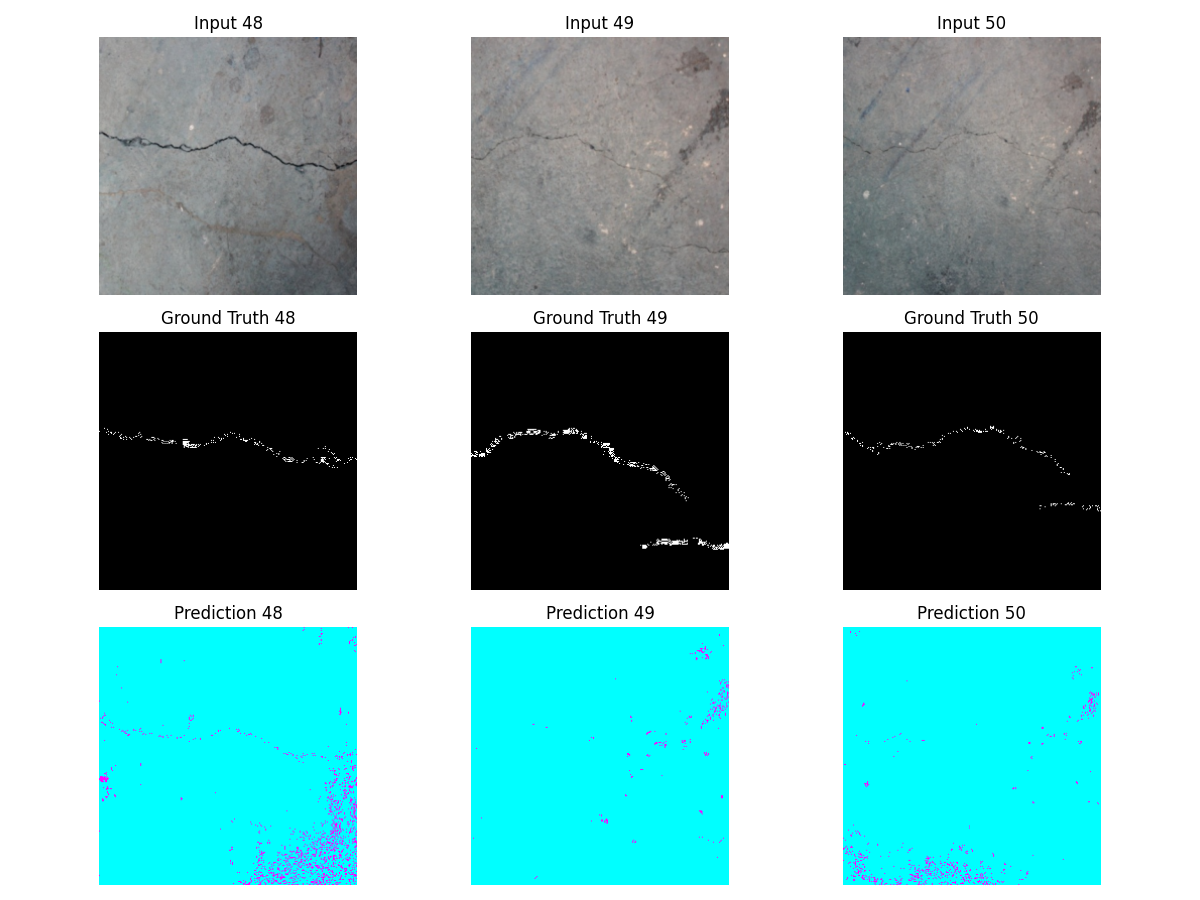 Input 48
Input 49
Input 50
Ground Truth 48
Ground Truth 49
Ground Truth 50
Prediction 48
Prediction 49
Prediction 50